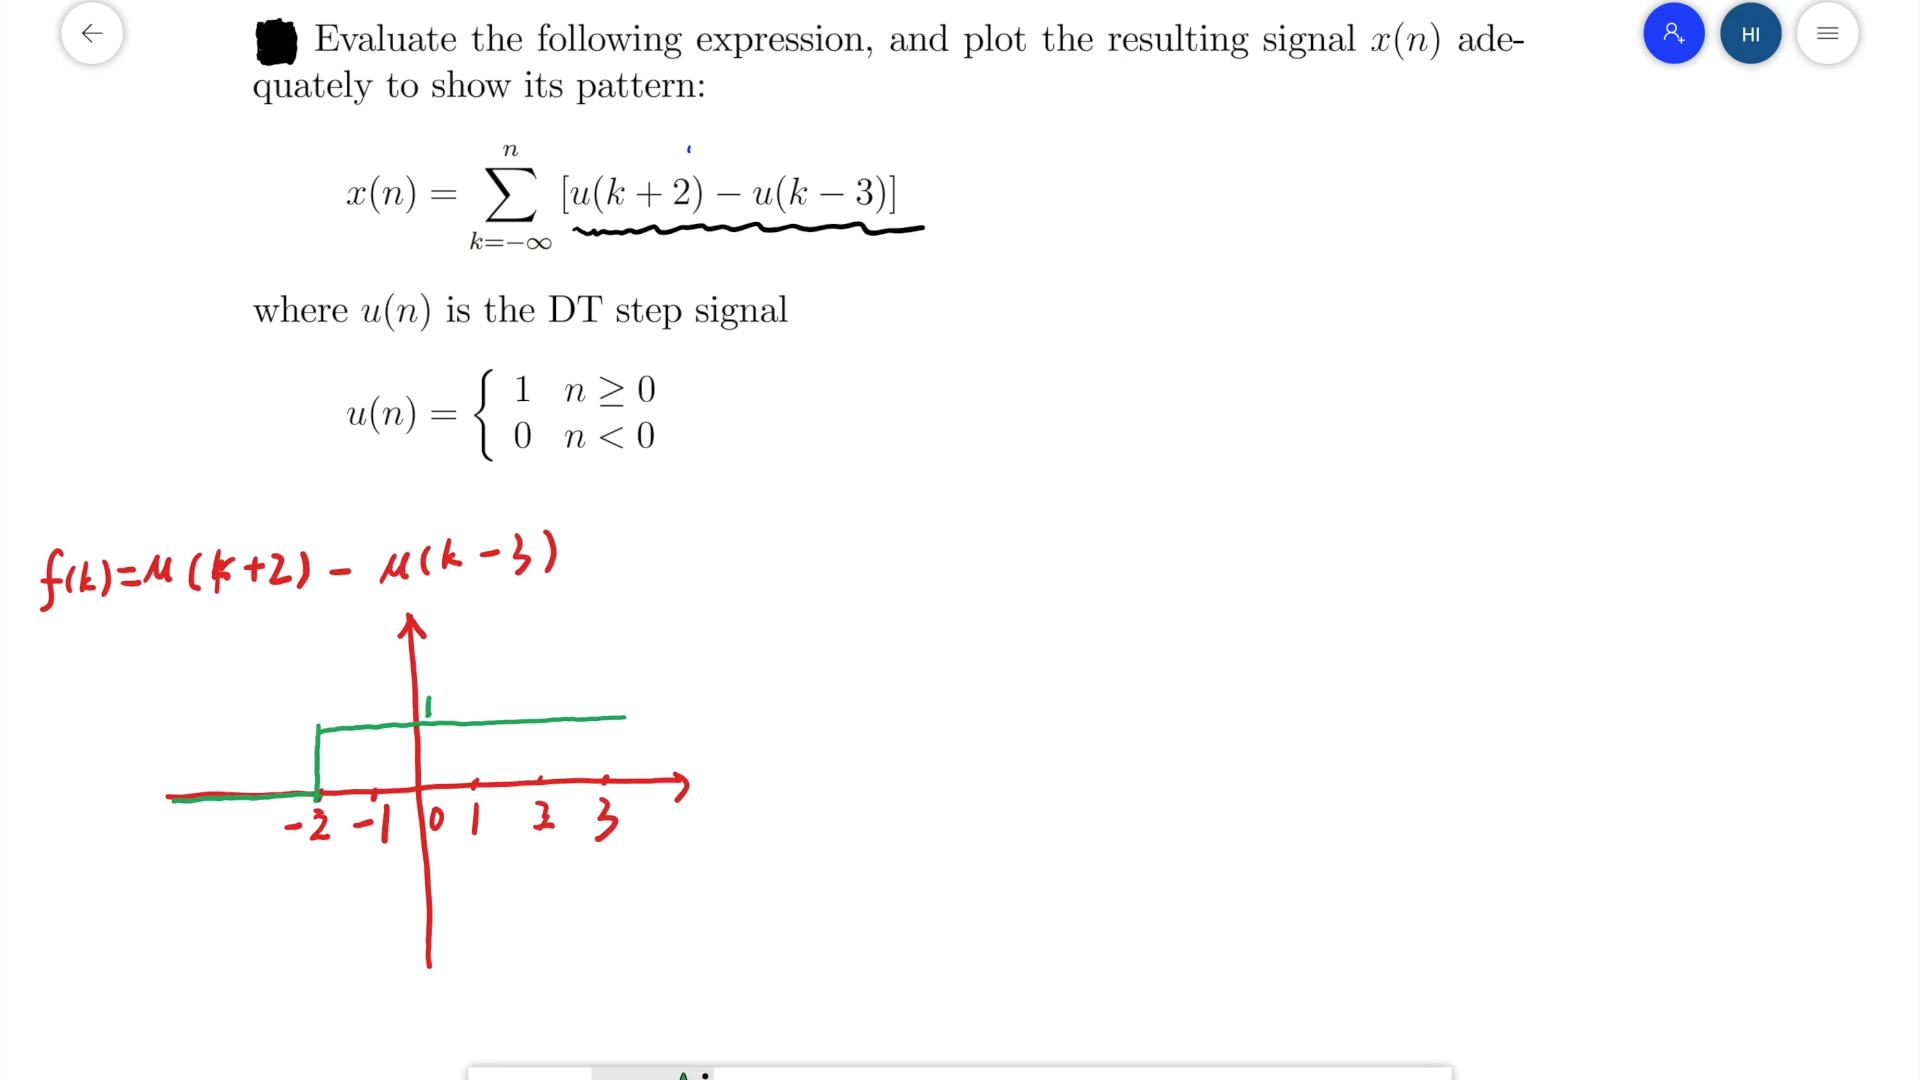 Evaluate the following expression, and plot the resulting signal x(n) ade-
quately to show its pattern:
n
x(n) = ∑ [u(k + 2) − u(k − 3)]
k=−∞
where u(n) is the DT step signal
u(n) = { 1 n ≥ 0
0 n < 0
f(k)=u(k+2) - u(k-3)
1
-2 -1 0 1 2 3
HI